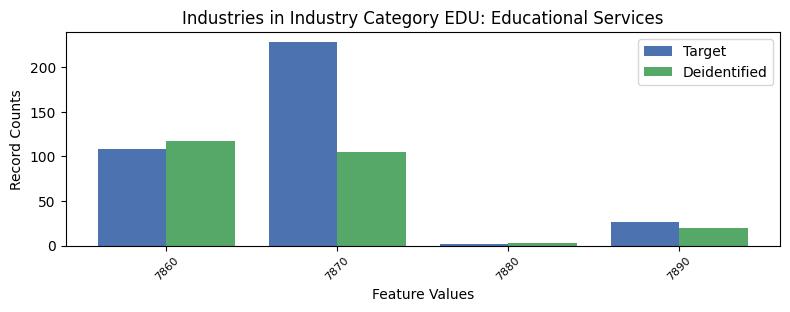 Industries in Industry Category EDU: Educational Services
Target
Deidentified
Record Counts
200
150
100
50
0
7860
7870
7880
7890
Feature Values